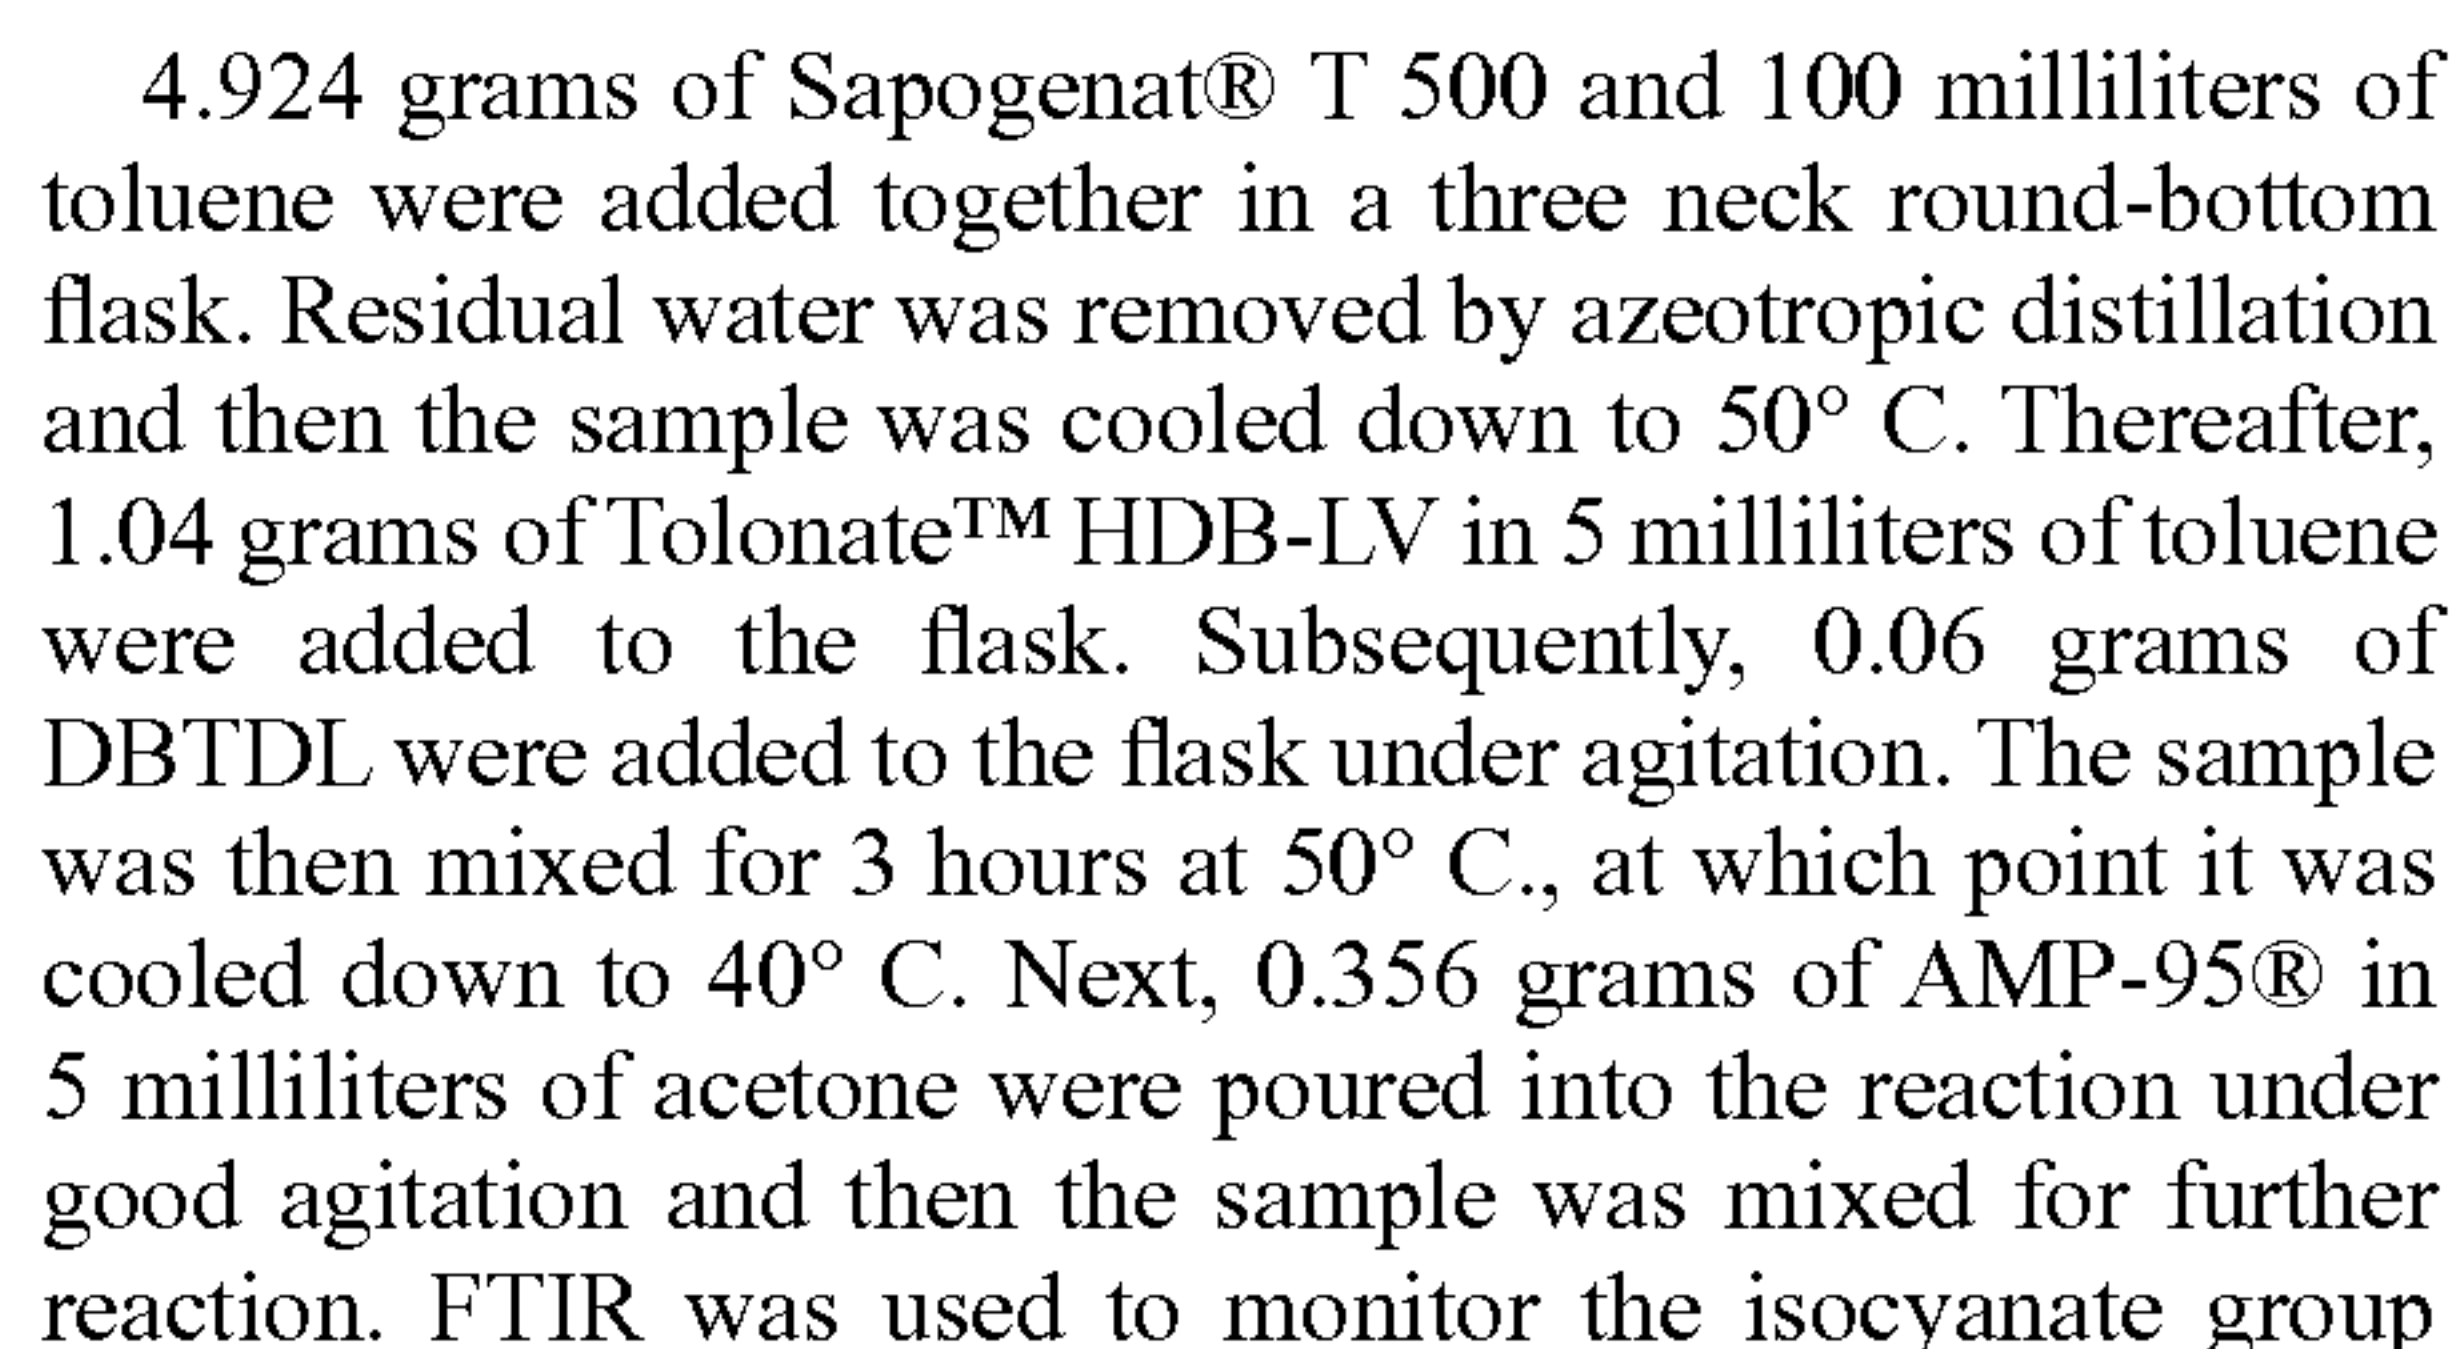 4.924 grams of Sapogenat® T 500 and 100 milliliters of
toluene were added together in a three neck round-bottom
flask. Residual water was removed by azeotropic distillation
and then the sample was cooled down to 50° C. Thereafter,
1.04 grams of Tolonate™ HDB-LV in 5 milliliters of toluene
were added to the flask. Subsequently, 0.06 grams of
DBTDL were added to the flask under agitation. The sample
was then mixed for 3 hours at 50° C., at which point it was
cooled down to 40° C. Next, 0.356 grams of AMP-95® in
5 milliliters of acetone were poured into the reaction under
good agitation and then the sample was mixed for further
reaction. FTIR was used to monitor the isocyanate group